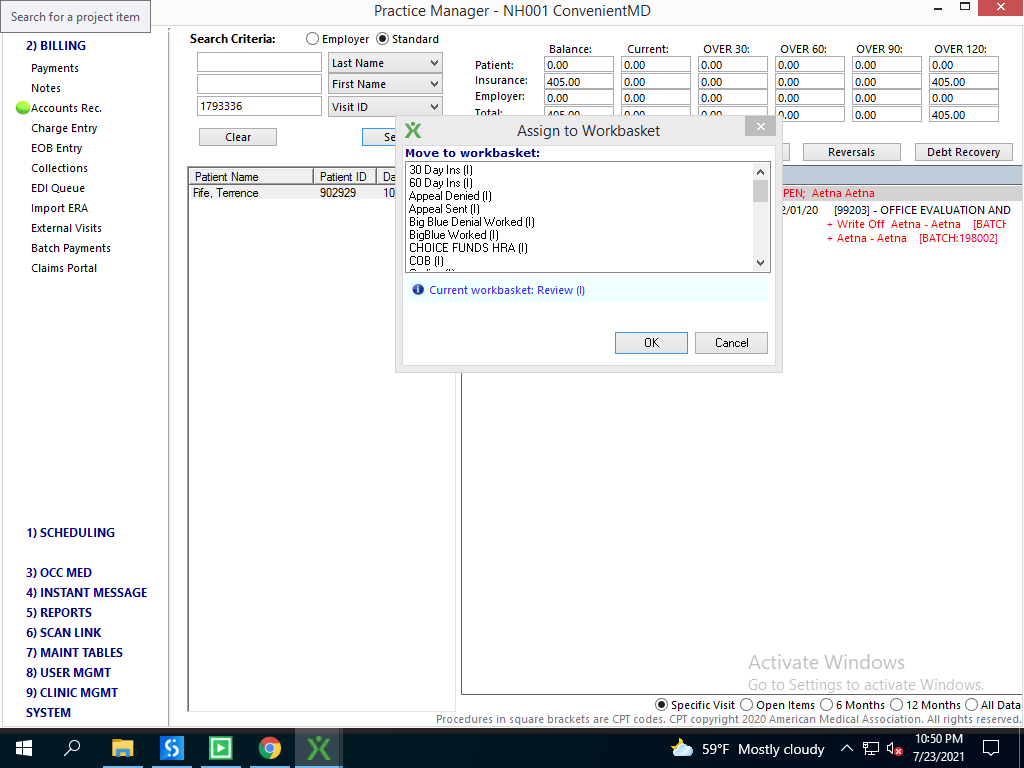 Search for a project item
Practice Manager - NH001 ConvenientMD
2) BILLING
Payments
Notes
Accounts Rec.
Charge Entry
EOB Entry
Collections
EDI Queue
Import ERA
External Visits
Batch Payments
Claims Portal
1) SCHEDULING
3) OCC MED
4) INSTANT MESSAGE
5) REPORTS
6) SCAN LINK
7) MAINT TABLES
8) USER MGMT
9) CLINIC MGMT
SYSTEM
Search Criteria: Employer Standard
Last Name
First Name
1793336 Visit ID
Clear Se
Balance: Current: OVER 30: OVER 60: OVER 90: OVER 120:
Patient: 0.00 0.00 0.00 0.00 0.00 0.00
Insurance: 405.00 0.00 0.00 0.00 0.00 405.00
Employer: 0.00 0.00 0.00 0.00 0.00 0.00
Total: 405.00 0.00 0.00 0.00 0.00 405.00
Reversals Debt Recovery
Patient Name Patient ID Da
Fife, Terrence 902929 10
PEN; Aetna Aetna
2/01/20 [99203] - OFFICE EVALUATION AND
+ Write Off Aetna - Aetna [BATCH
+ Aetna - Aetna [BATCH:198002]
Assign to Workbasket
Move to workbasket:
30 Day Ins (I)
60 Day Ins (I)
Appeal Denied (I)
Appeal Sent (I)
Big Blue Denial Worked (I)
BigBlue Worked (I)
CHOICE FUNDS HRA (I)
COB (I)
Current workbasket: Review (I)
OK Cancel
Activate Windows
Go to Settings to activate Windows.
Specific Visit Open Items 6 Months 12 Months All Data
Procedures in square brackets are CPT codes. CPT copyright 2020 American Medical Association. All rights reserved.
59°F Mostly cloudy
10:50 PM
7/23/2021